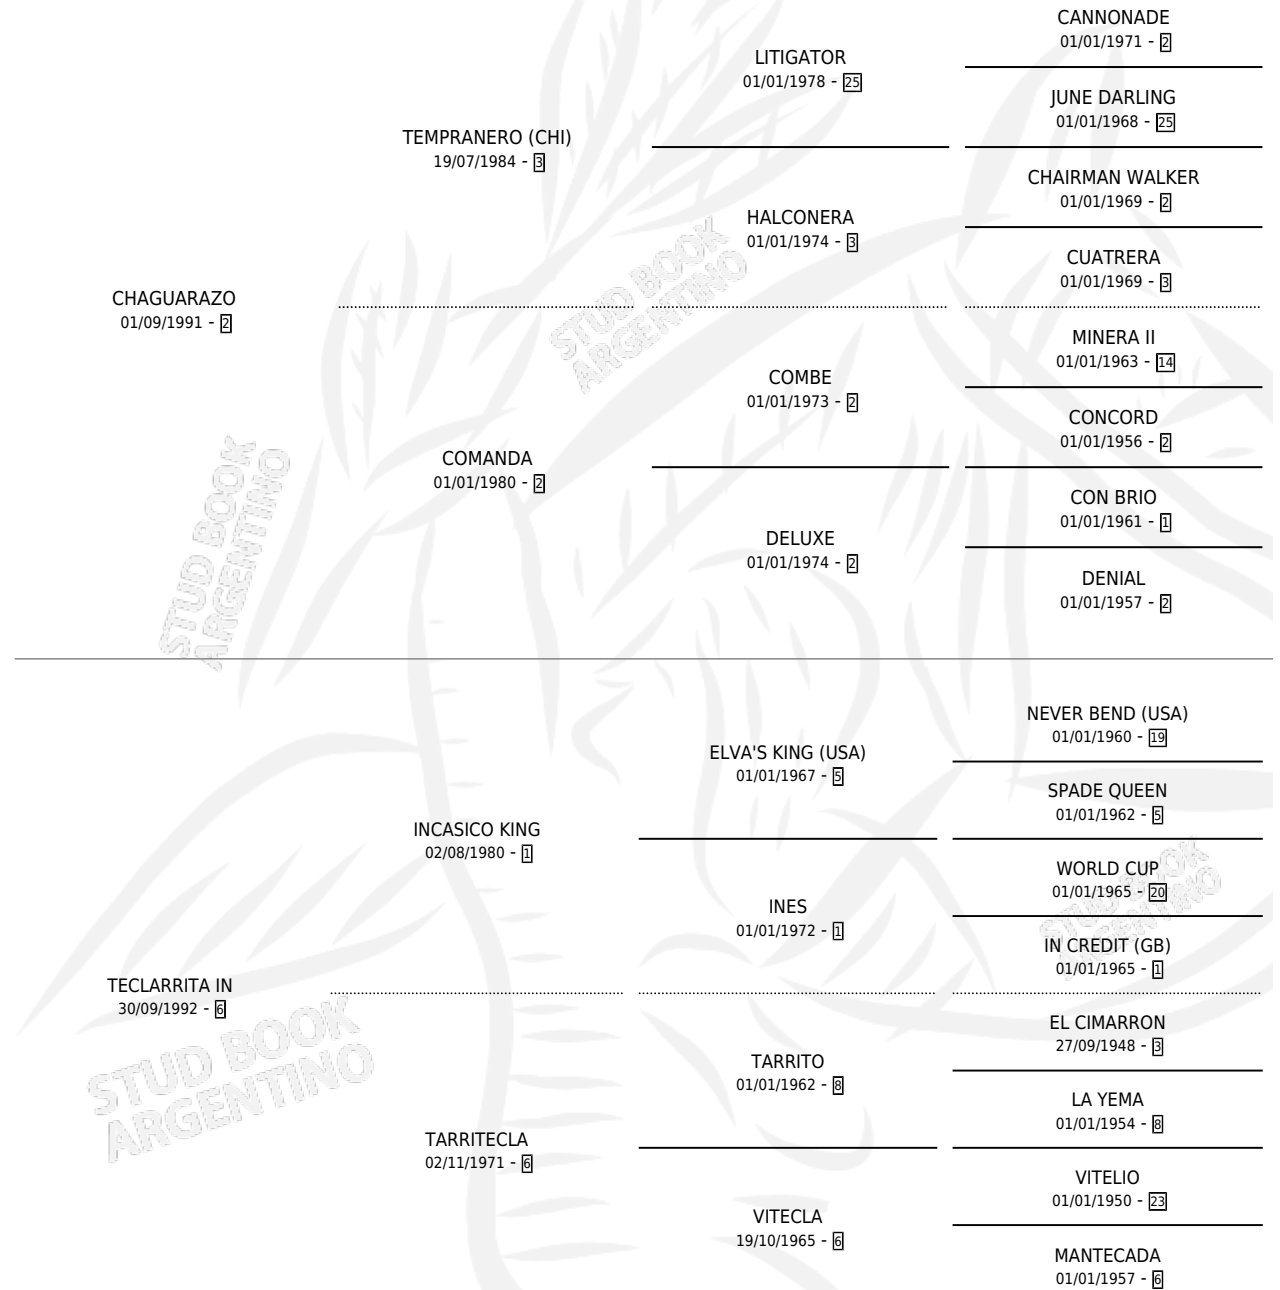 CANNONADE
01/01/1971 - 2
LITIGATOR
01/01/1978 - 25
JUNE DARLING
01/01/1968 - 25
TEMPRANERO (CHI)
19/07/1984 - 3
CHAIRMAN WALKER
01/01/1969 - 2
HALCONERA
01/01/1974 - 3
CUATRERA
01/01/1969 - 3
CHAGUARAZO
01/09/1991 - 2
MINERA II
01/01/1963 - 14
COMBE
01/01/1973 - 2
CONCORD
01/01/1956 - 2
COMANDA
01/01/1980 - 2
CON BRIO
01/01/1961 - 1
DELUXE
01/01/1974 - 2
DENIAL
01/01/1957 - 2
NEVER BEND (USA)
01/01/1960 - 19
ELVA'S KING (USA)
01/01/1967 - 5
SPADE QUEEN
01/01/1962 - 5
INCASICO KING
02/08/1980 - 1
WORLD CUP
01/01/1965 - 20
INES
01/01/1972 - 1
IN CREDIT (GB)
01/01/1965 - 1
TECLARRITA IN
30/09/1992 - 6
EL CIMARRON
27/09/1948 - 3
TARRITO
01/01/1962 - 8
LA YEMA
01/01/1954 - 8
TARRITECLA
02/11/1971 - 6
VITELIO
01/01/1950 - 23
VITECLA
19/10/1965 - 6
MANTECADA
01/01/1957 - 6
STUD BOOK
ARGENTINO
STUD BOOK
ARGENTINO
STUD BOOK
ARGENTINO
STUD BOOK
ARGENTINO